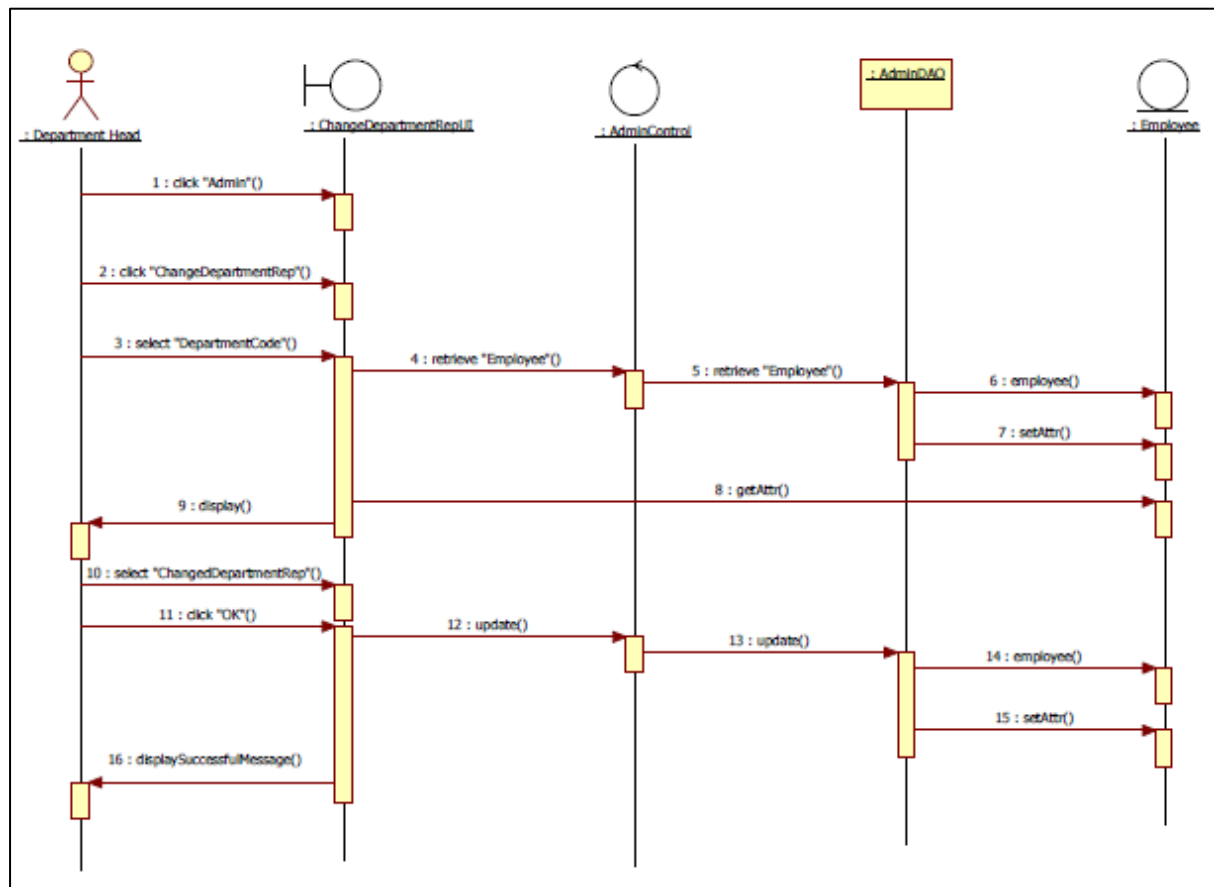 : Department Head
: ChangeDepartmentRepUI
: AdminControl
: AdminDAO
: Employee
1 : click "Admin"()
2 : click "ChangeDepartmentRep"()
3 : select "DepartmentCode"()
4 : retrieve "Employee"()
5 : retrieve "Employee"()
6 : employee()
7 : setAttr()
8 : getAttr()
9 : display()
10 : select "ChangedDepartmentRep"()
11 : click "OK"()
12 : update()
13 : update()
14 : employee()
15 : setAttr()
16 : displaySuccessfulMessage()